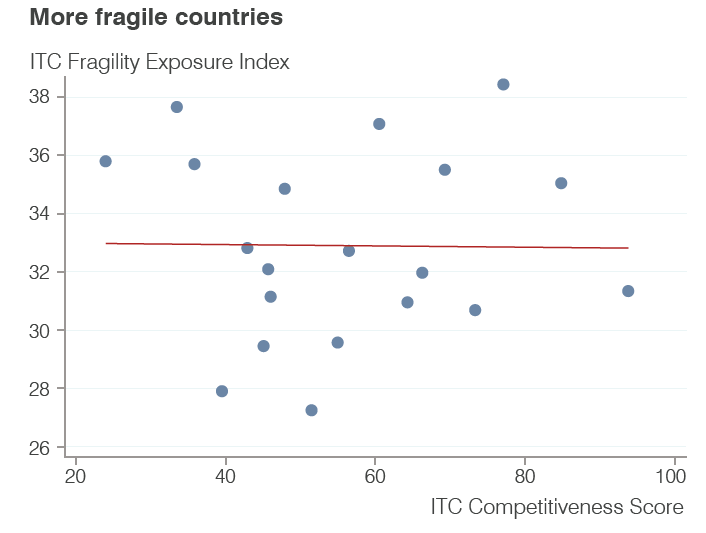 More fragile countries
ITC Fragility Exposure Index
38
36
34
32
30
28
26
20 40 60 80 100
ITC Competitiveness Score